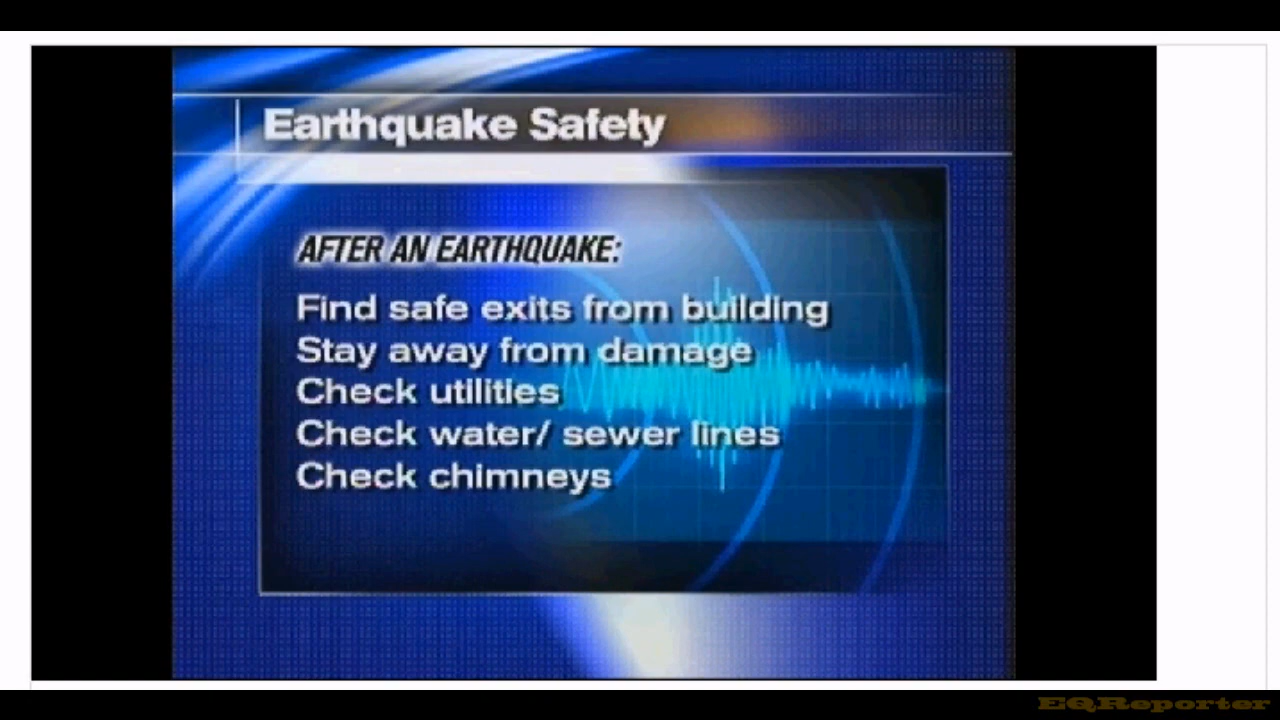 Earthquake Safety
AFTER AN EARTHQUAKE:
Find safe exits from building
Stay away from damage
Check utilities
Check water/ sewer lines
Check chimneys
EQReporter